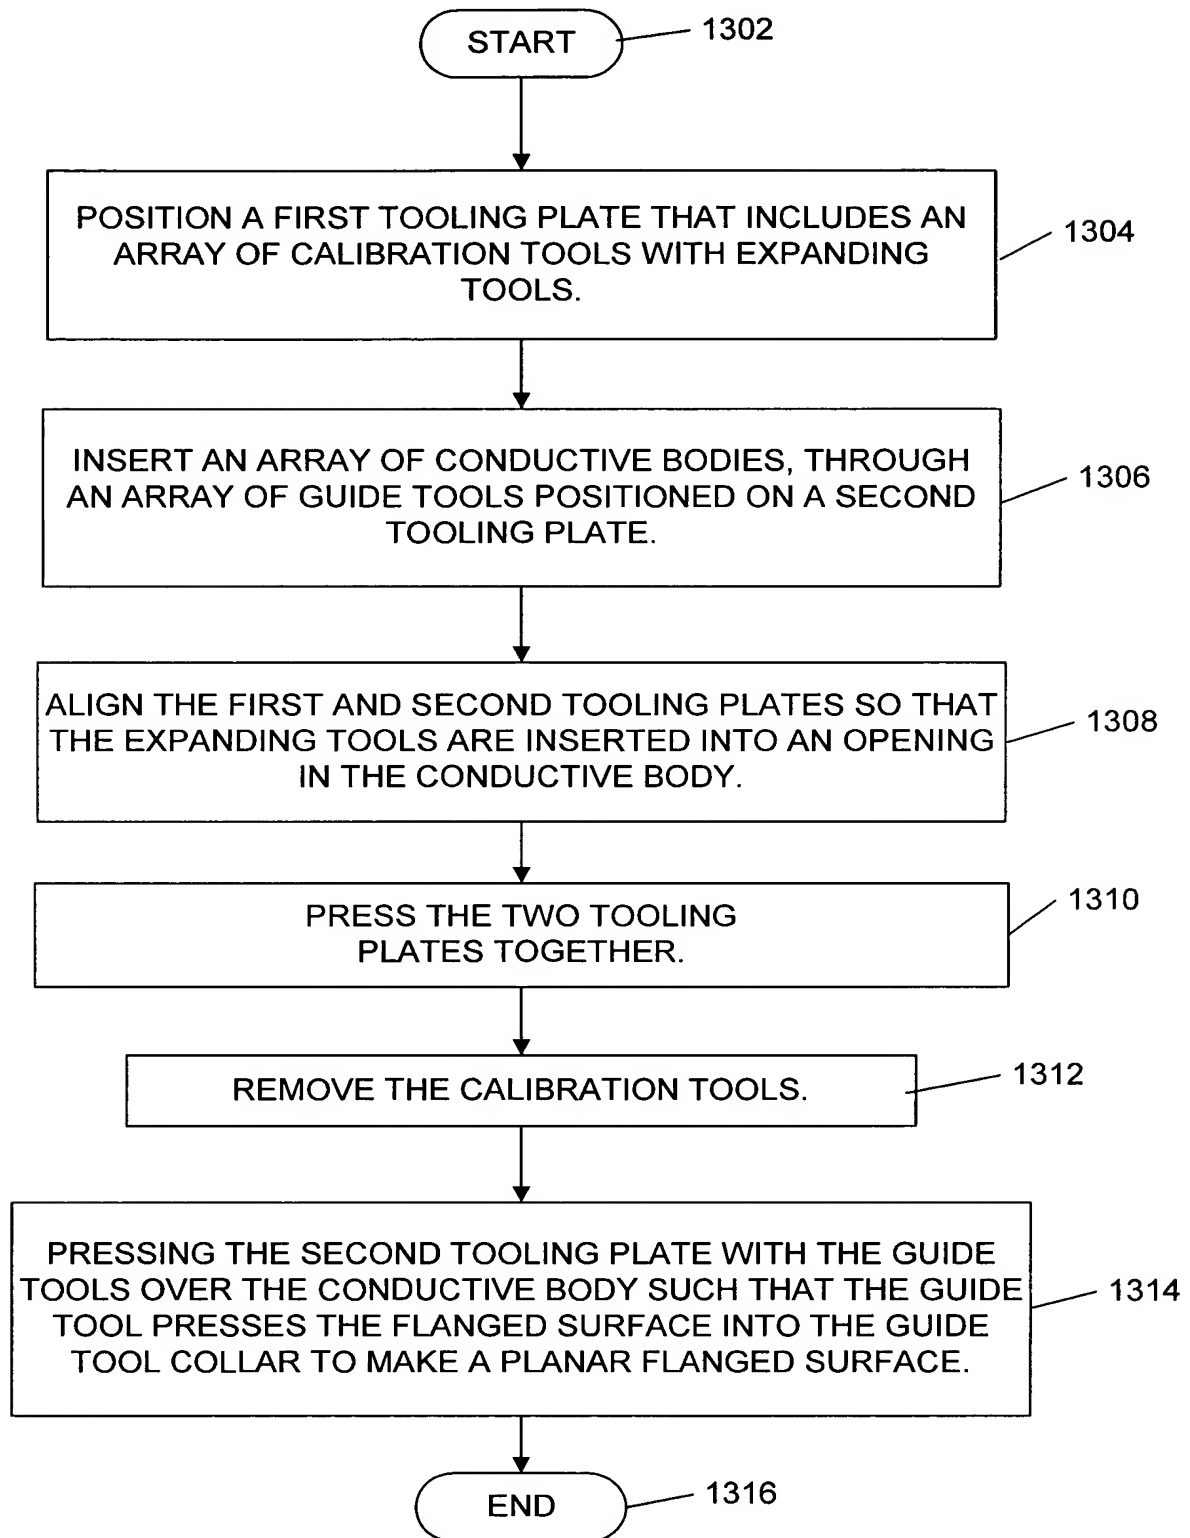 START
1302
POSITION A FIRST TOOLING PLATE THAT INCLUDES AN
ARRAY OF CALIBRATION TOOLS WITH EXPANDING
TOOLS.
1304
INSERT AN ARRAY OF CONDUCTIVE BODIES, THROUGH
AN ARRAY OF GUIDE TOOLS POSITIONED ON A SECOND
TOOLING PLATE.
1306
ALIGN THE FIRST AND SECOND TOOLING PLATES SO THAT
THE EXPANDING TOOLS ARE INSERTED INTO AN OPENING
IN THE CONDUCTIVE BODY.
1308
PRESS THE TWO TOOLING
PLATES TOGETHER.
1310
REMOVE THE CALIBRATION TOOLS.
1312
PRESSING THE SECOND TOOLING PLATE WITH THE GUIDE
TOOLS OVER THE CONDUCTIVE BODY SUCH THAT THE GUIDE
TOOL PRESSES THE FLANGED SURFACE INTO THE GUIDE
TOOL COLLAR TO MAKE A PLANAR FLANGED SURFACE.
1314
END
1316